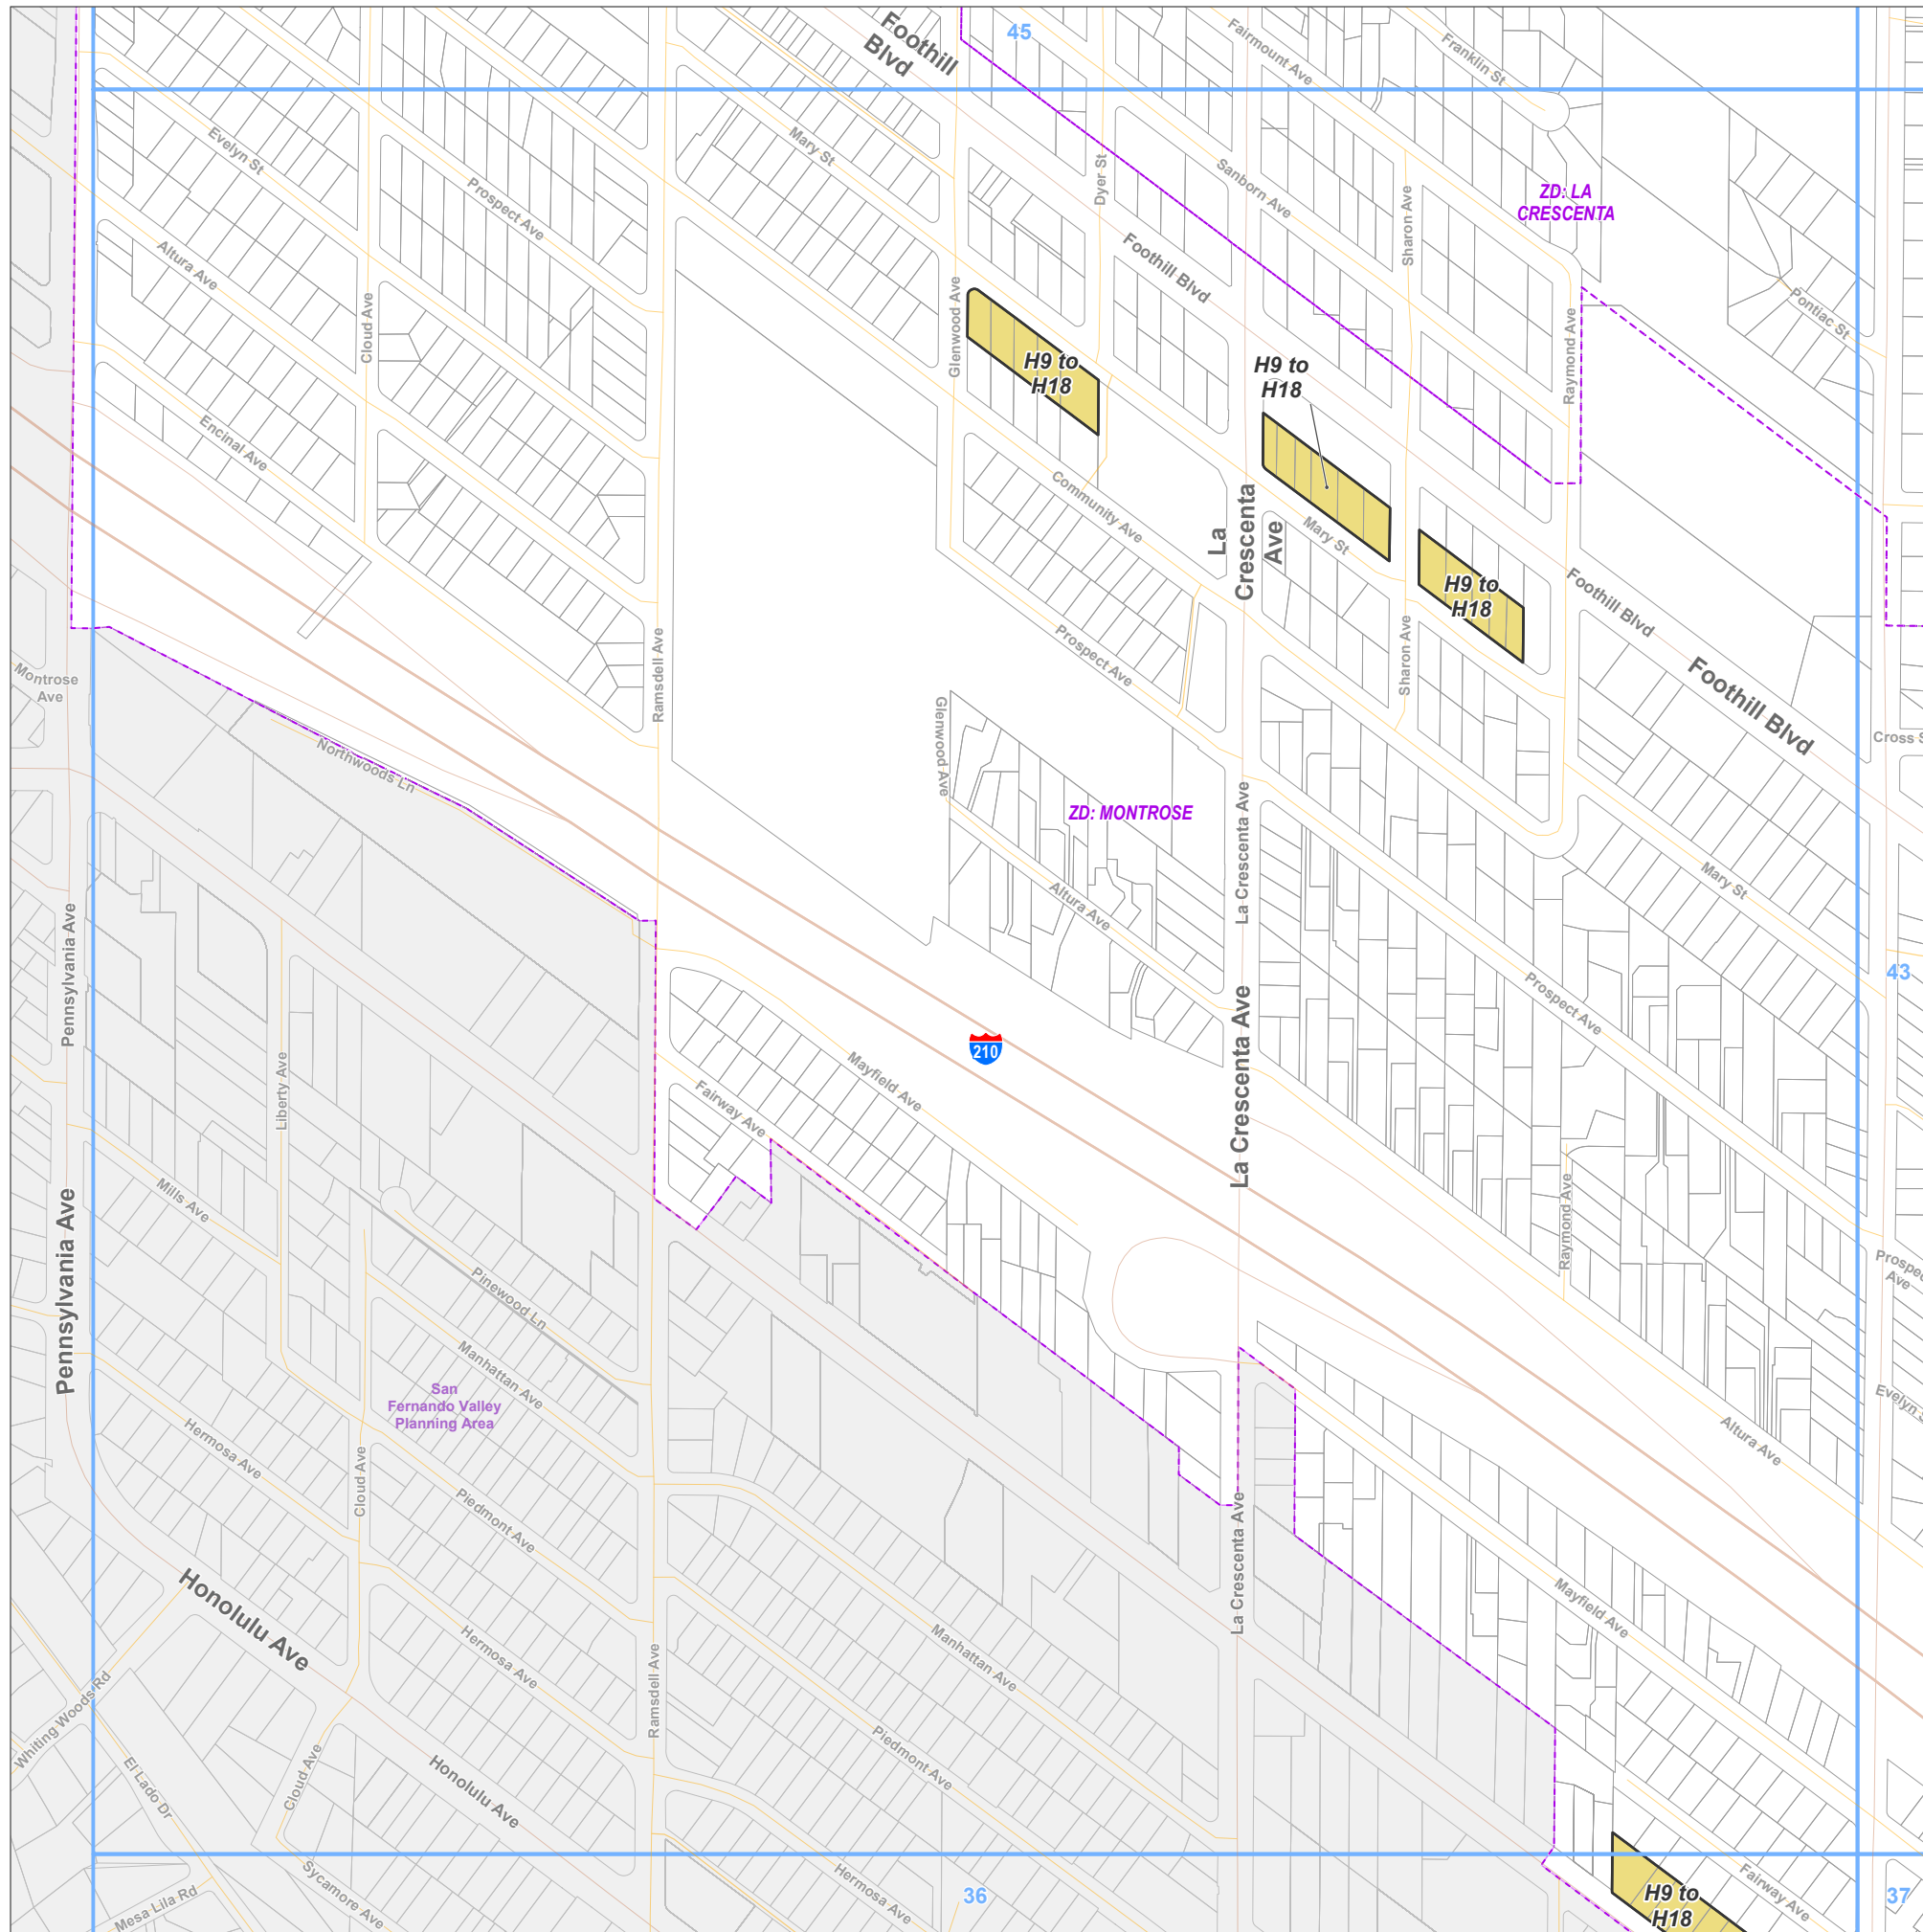 Foothill
Blvd
45
Fairmount Ave
Franklin St
Evelyn St
Mary St
Prospect Ave
Dyer St
Sanborn Ave
Sharon Ave
ZD: LA
CRESCENTA
Altura Ave
Foothill Blvd
Cloud Ave
Glenwood Ave
Raymond Ave
Pontiac St
H9 to
H18
H9 to
H18
Encinal Ave
Community Ave
La
Crescenta
Ave
Mary St
H9 to
H18
Foothill Blvd
Montrose
Ave
Ramsdell Ave
Prospect Ave
Sharon Ave
Foothill Blvd
Glenwood Ave
Cross S
Northwoods Ln
ZD: MONTROSE
La Crescenta Ave
Altura Ave
Mary St
Pennsylvania Ave
43
Prospect Ave
La Crescenta Ave
210
Liberty Ave
Mayfield Ave
Fairway Ave
Mills Ave
Raymond Ave
Pennsylvania Ave
Pinewood Ln
Prospec
Ave
Manhattan Ave
San
Fernando Valley
Planning Area
Evelyn S
Altura Ave
Hermosa Ave
Cloud Ave
Piedmont Ave
La Crescenta Ave
Honolulu Ave
Mayfield Ave
Hermosa Ave
Manhattan Ave
Ramsdell Ave
Whiting Woods Rd
El Lado Dr
Cloud Ave
Honolulu Ave
Piedmont Ave
Sycamore Ave
Mesa Lila Rd
Hermosa Ave
36
H9 to
H18
Fairway Ave
37